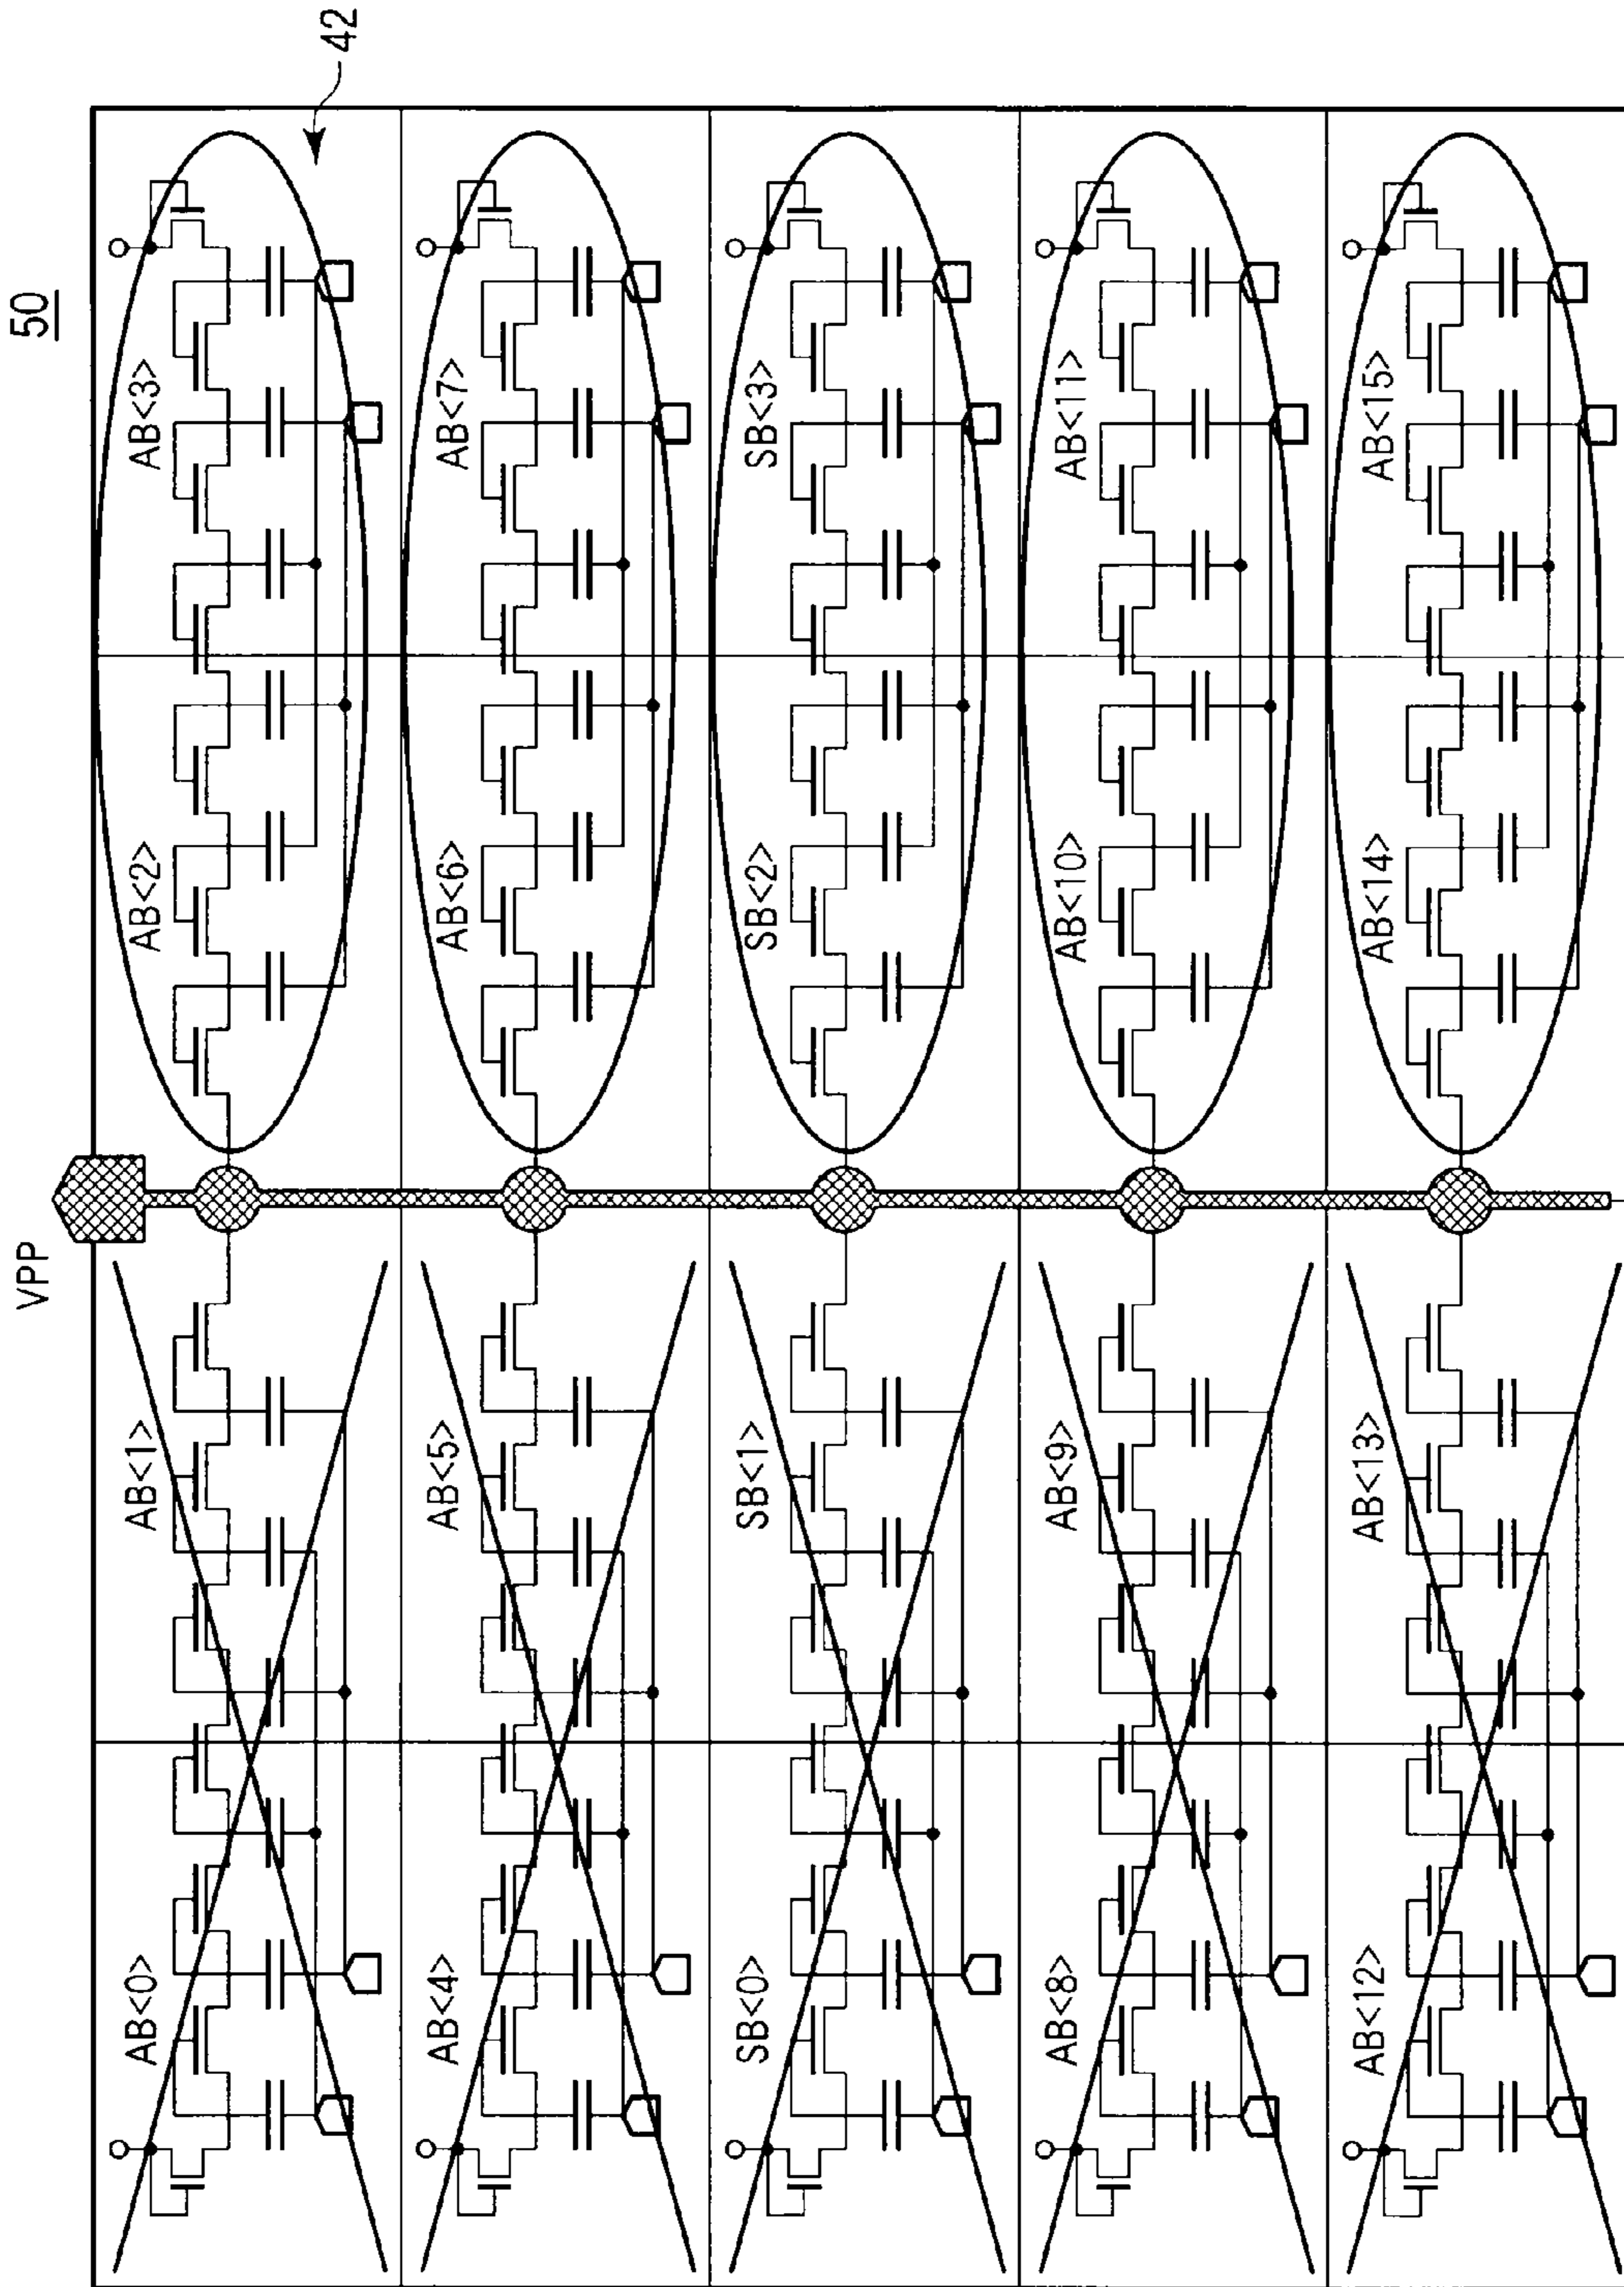 50
42
VPP
AB<0>
AB<1>
AB<2>
AB<3>
AB<4>
AB<5>
AB<6>
AB<7>
SB<0>
SB<1>
SB<2>
SB<3>
AB<8>
AB<9>
AB<10>
AB<11>
AB<12>
AB<13>
AB<14>
AB<15>